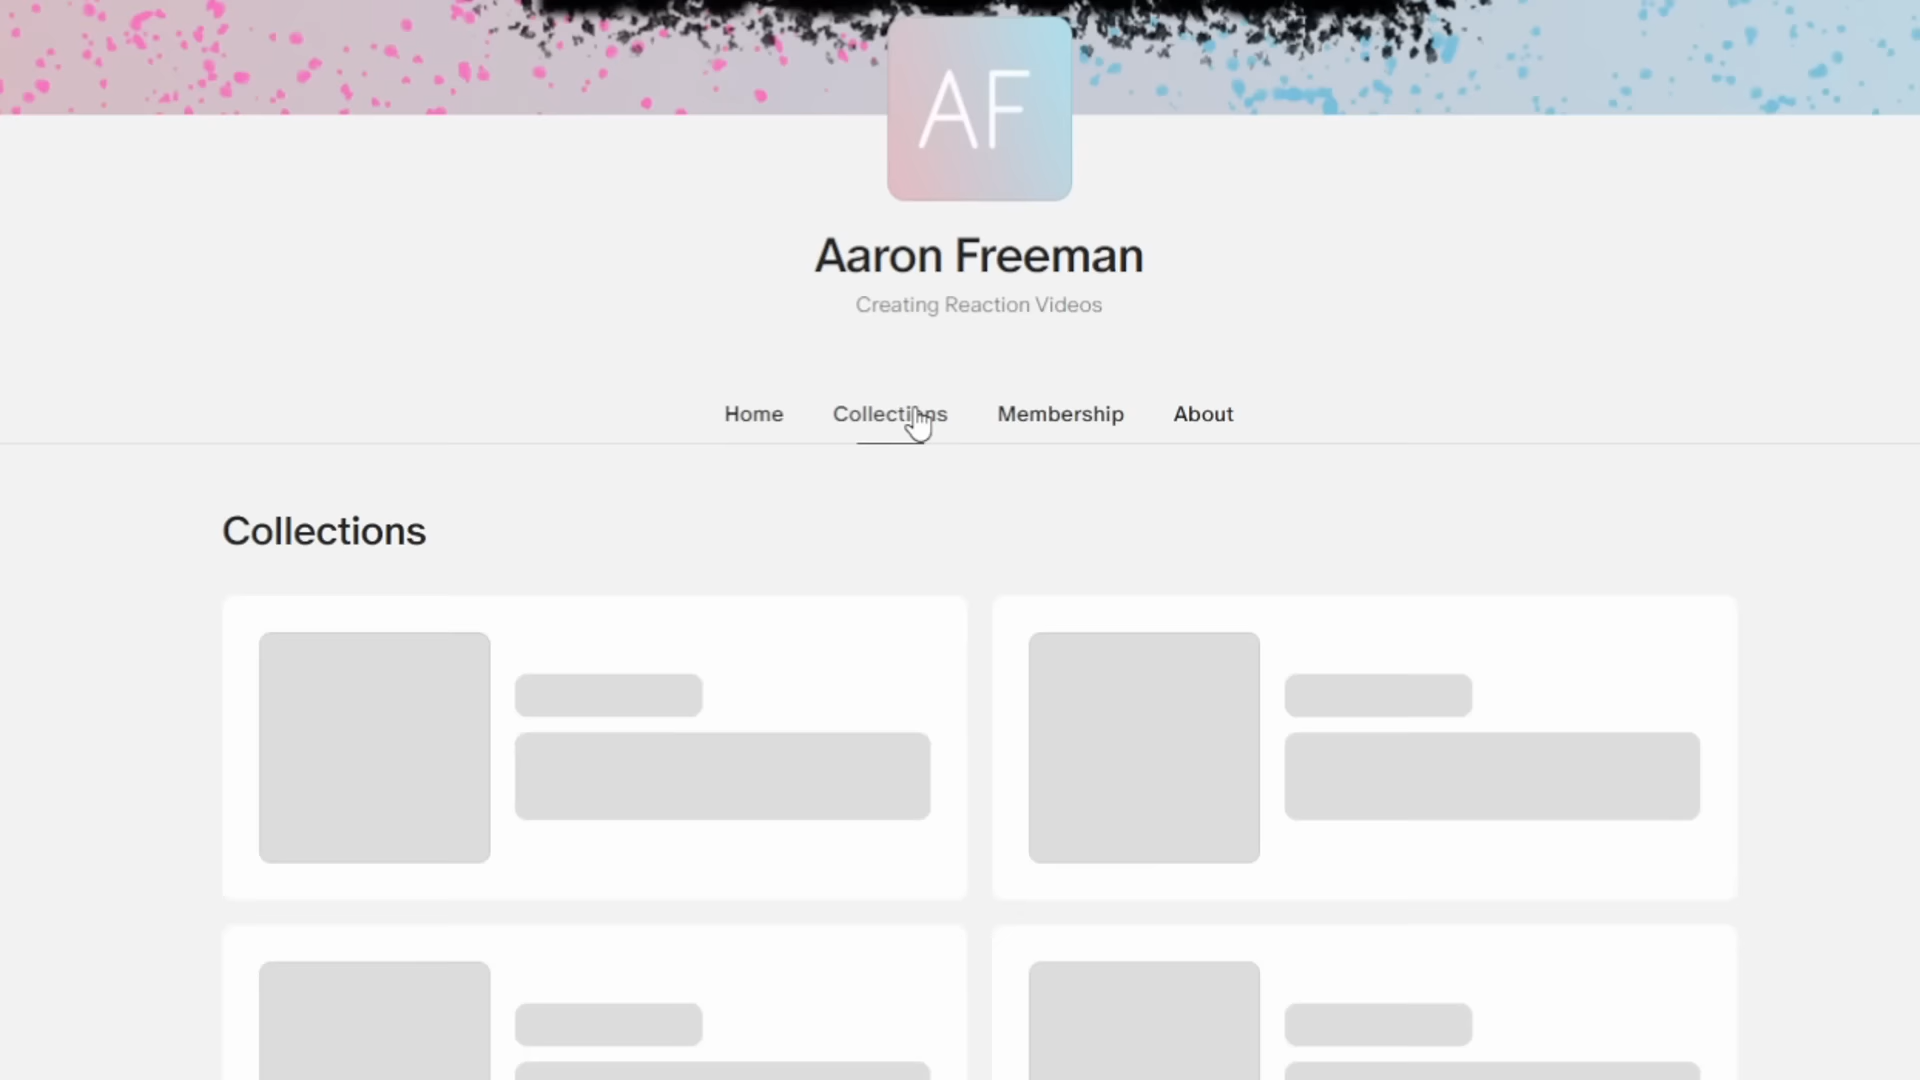 AF
Aaron Freeman
Creating Reaction Videos
Home Collections Membership About
Collections